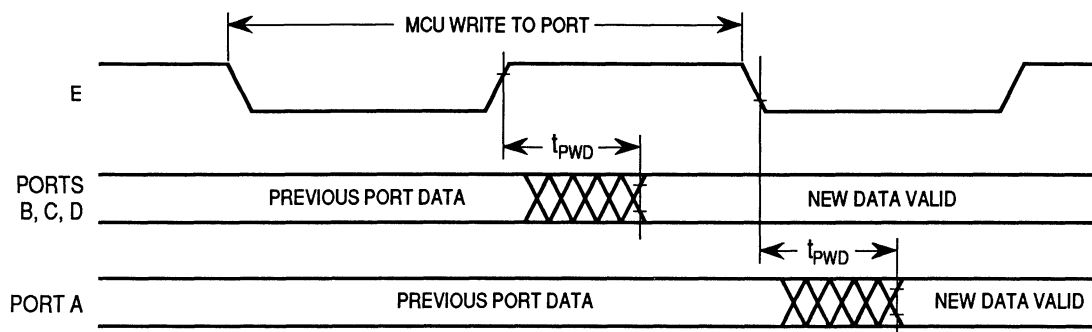 MCU WRITE TO PORT
E
tPWD
PORTS
B, C, D
PREVIOUS PORT DATA
NEW DATA VALID
tPWD
PORT A
PREVIOUS PORT DATA
NEW DATA VALID